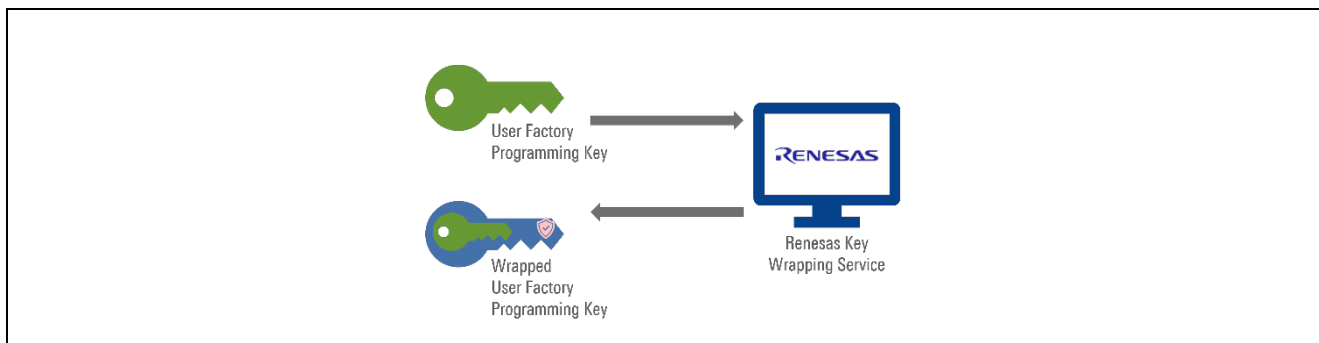 User Factory
Programming Key
RENESAS
Renesas Key
Wrapping Service
Wrapped
User Factory
Programming Key